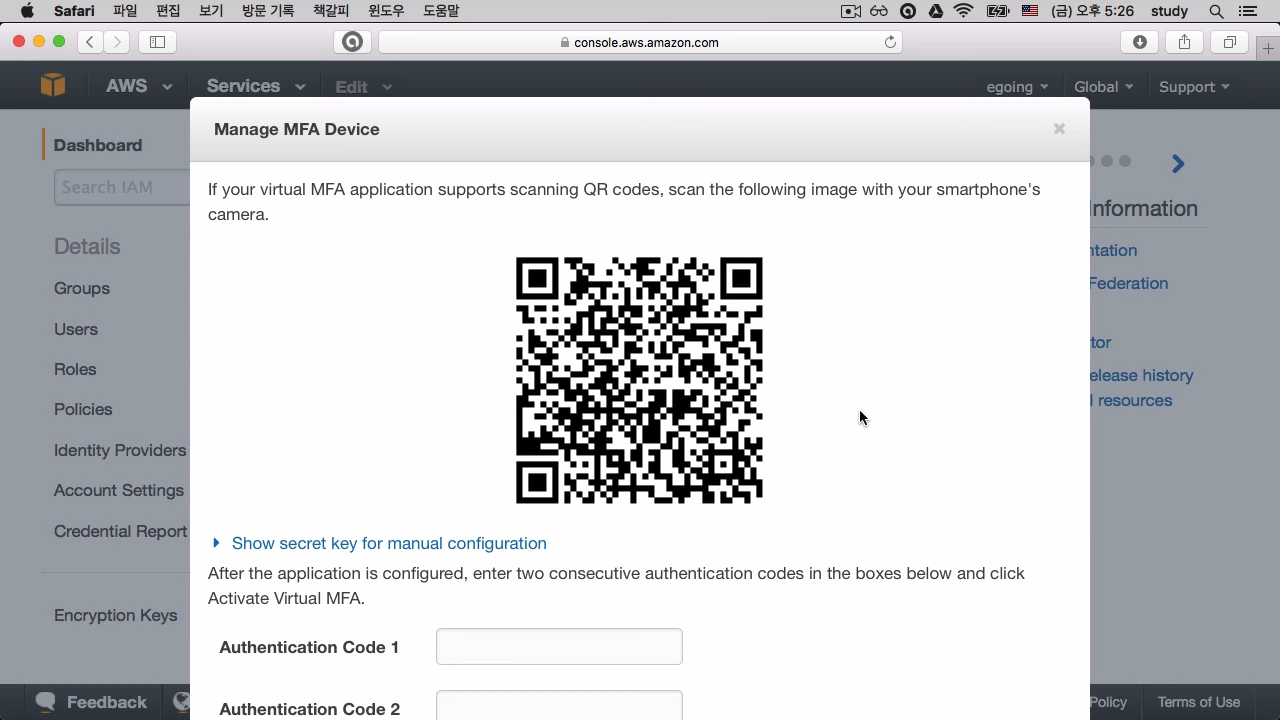 Safari 파일 편집 보기 방문 기록 책갈피 윈도우 도움말 (금) 오후 5:26 study
console.aws.amazon.com
AWS Services Edit egoing Global Support
Manage MFA Device
Dashboard
Search IAM
If your virtual MFA application supports scanning QR codes, scan the following image with your smartphone's
camera.
Details
Groups
Users
Roles
Policies
Identity Providers
Account Settings
Credential Report
Encryption Keys
Information
Federation
elease history
resources
Show secret key for manual configuration
After the application is configured, enter two consecutive authentication codes in the boxes below and click
Activate Virtual MFA.
Authentication Code 1
Authentication Code 2
Feedback Policy Terms of Use